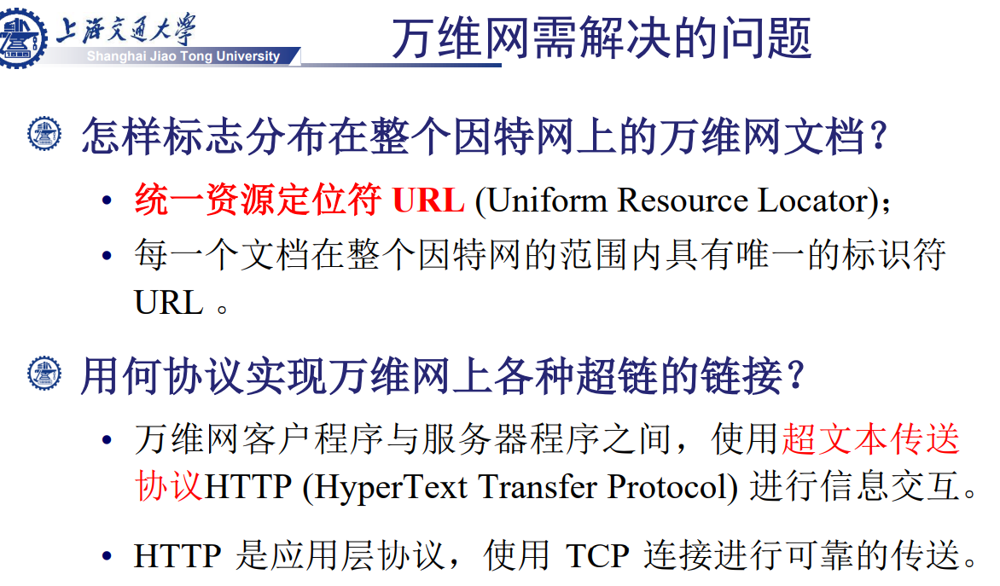 上海交通大学
Shanghai Jiao Tong University
万维网需解决的问题
怎样标志分布在整个因特网上的万维网文档？
• 统一资源定位符 URL (Uniform Resource Locator)；
• 每一个文档在整个因特网的范围内具有唯一的标识符
URL 。
用何协议实现万维网上各种超链的链接？
• 万维网客户程序与服务器程序之间，使用超文本传送
协议HTTP (HyperText Transfer Protocol) 进行信息交互。
• HTTP 是应用层协议，使用 TCP 连接进行可靠的传送。